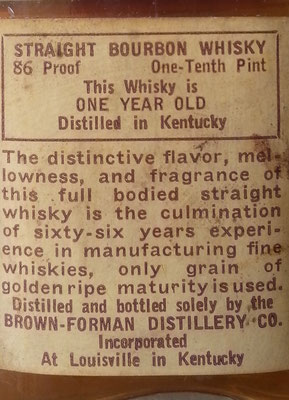 STRAIGHT BOURBON WHISKY
86 Proof One-Tenth Pint
This Whisky is
ONE YEAR OLD
Distilled in Kentucky
The distinctive flavor, mel-
lowness, and fragrance of
this full bodied straight
whisky is the culmination
of sixty-six years experi-
ence in manufacturing fine
whiskies, only grain of
golden ripe maturity is used.
Distilled and bottled solely by the
BROWN-FORMAN DISTILLERY CO.
Incorporated
At Louisville in Kentucky